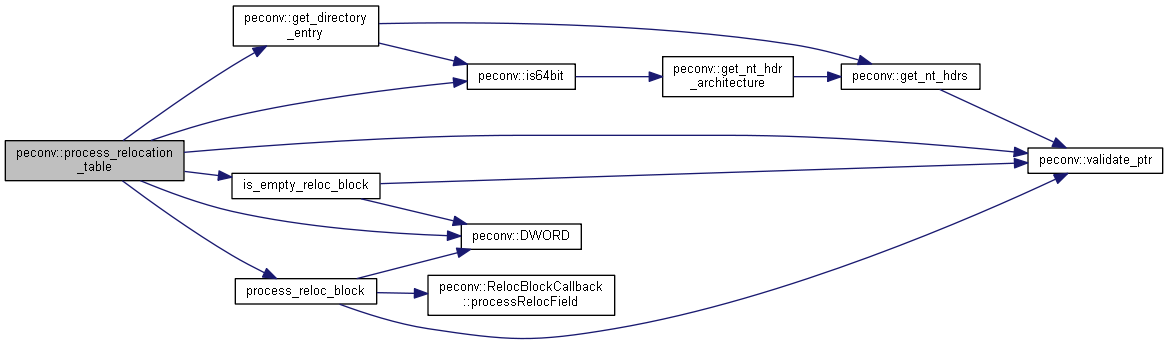 peconv::get_directory
_entry
peconv::is64bit
peconv::get_nt_hdr
_architecture
peconv::get_nt_hdrs
peconv::process_relocation
_table
peconv::validate_ptr
is_empty_reloc_block
peconv::DWORD
process_reloc_block
peconv::RelocBlockCallback
::processRelocField